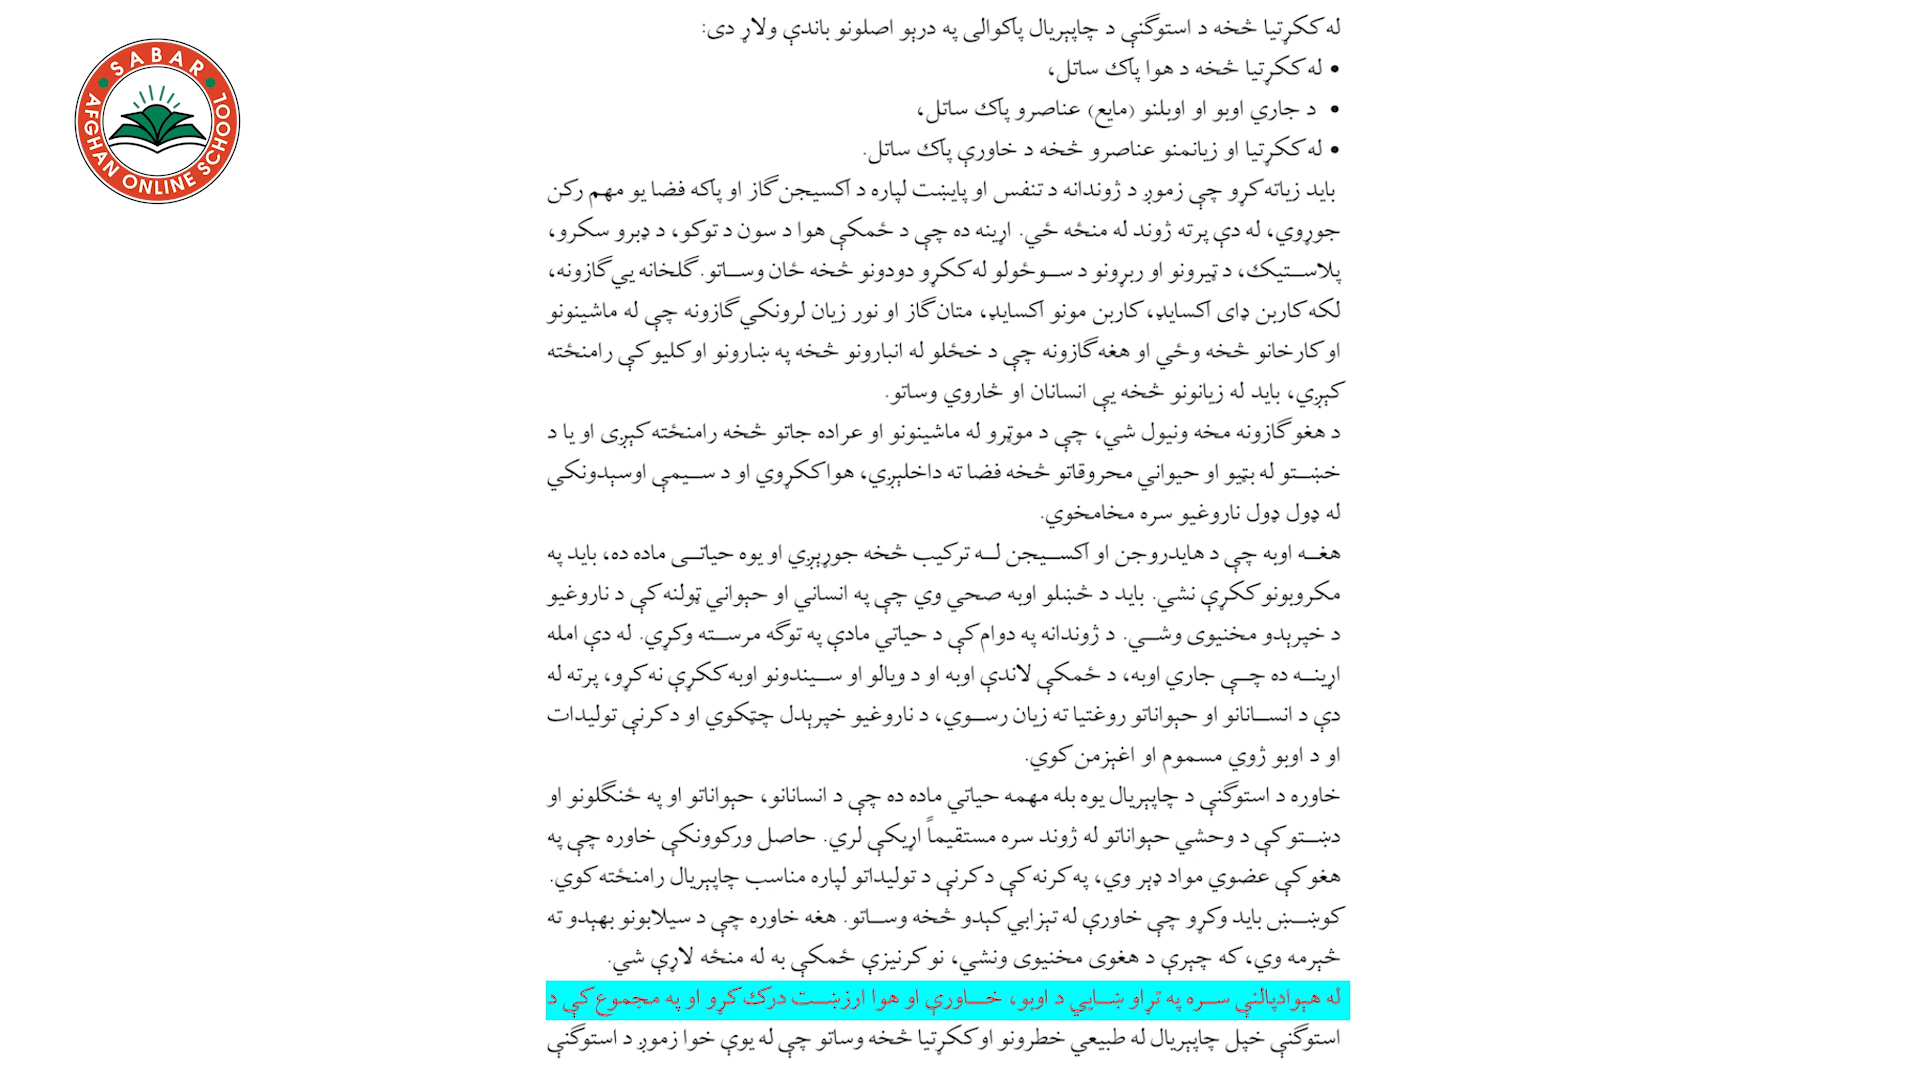 SABAR
AFGHAN ONLINE SCHOOL
له ککړتیا څخه د استوګنې د چاپېریال پاکوالی په درېو اصلونو باندې ولاړ دی:
• له ککړتیا څخه د هوا پاک ساتل،
• د جاري اوبو او اوبلنو (مایع) عناصرو پاک ساتل،
• له ککړتیا او زیانمنو عناصرو څخه د خاورې پاک ساتل.
باید زیاته کړو چې زموږ د ژوندانه د تنفس او پایښت لپاره د اکسیجن ګاز او پاکه فضا یو مهم رکن
جوړوي، له دې پرته ژوند له منځه ځي. اړینه ده چې د ځمکې هوا د سون د توکو، د ډبرو سکرو،
پلاستیک، د ټیرونو او ربړونو د سوځولو له ککړو دودونو څخه ځان وساتو. ګلخانه یي ګازونه،
لکه کاربن ډای اکسایډ، کاربن مونو اکسایډ، متان ګاز او نور زیان لرونکي ګازونه چې له ماشینونو
او کارخانو څخه وځي او هغه ګازونه چې د خځلو له انبارونو څخه په ښارونو او کلیو کې رامنځته
کېږي، باید له زیانونو څخه یې انسانان او څاروي وساتو.
د هغو ګازونه مخه ونیول شي، چې د موټرو له ماشینونو او عراده جاتو څخه رامنځته کېږی او یا د
خښتو له بټیو او حیواني محروقاتو څخه فضا ته داخلېږي، هوا ککړوي او د سیمې اوسېدونکي
له ډول ډول ناروغیو سره مخامخوي.
هغه اوبه چې د هایدروجن او اکسیجن له ترکیب څخه جوړېږي او یوه حیاتی ماده ده، باید په
مکروبونو ککړې نشي. باید د څښلو اوبه صحي وي چې په انساني او حېواني ټولنه کې د ناروغیو
د خپرېدو مخنیوی وشي. د ژوندانه په دوام کې د حیاتي مادې په توګه مرسته وکړي. له دې امله
اړینه ده چې جاري اوبه، د ځمکې لاندې اوبه او د ویالو او سیندونو اوبه ککړې نه کړو، پرته له
دې د انسانانو او حېواناتو روغتیا ته زیان رسوي، د ناروغیو خپرېدل چټکوي او د کرنې تولیدات
او د اوبو ژوي مسموم او اغېزمن کوي.
خاوره د استوګنې د چاپېریال یوه بله مهمه حیاتي ماده ده چې د انسانانو، حېواناتو او په ځنګلونو او
دښتو کې د وحشي حېواناتو له ژوند سره مستقیماً اړیکې لري. حاصل ورکوونکې خاوره چې په
هغو کې عضوي مواد ډېر وي، په کرنه کې د کرنې د تولیداتو لپاره مناسب چاپېریال رامنځته کوي.
کوښښ باید وکړو چې خاورې له تېزابي کېدو څخه وساتو. هغه خاوره چې د سیلابونو بهېدو ته
څېرمه وي، که چېرې د هغوی مخنیوی ونشي، نو کرنیزې ځمکې به له منځه لاړې شي.
له هېوادپالنې سره په تړاو ښایي د اوبو، خاورې او هوا ارزښت درک کړو او په مجموع کې د
استوګنې خپل چاپېریال له طبیعي خطرونو او ککړتیا څخه وساتو چې له یوې خوا زموږ د استوګنې